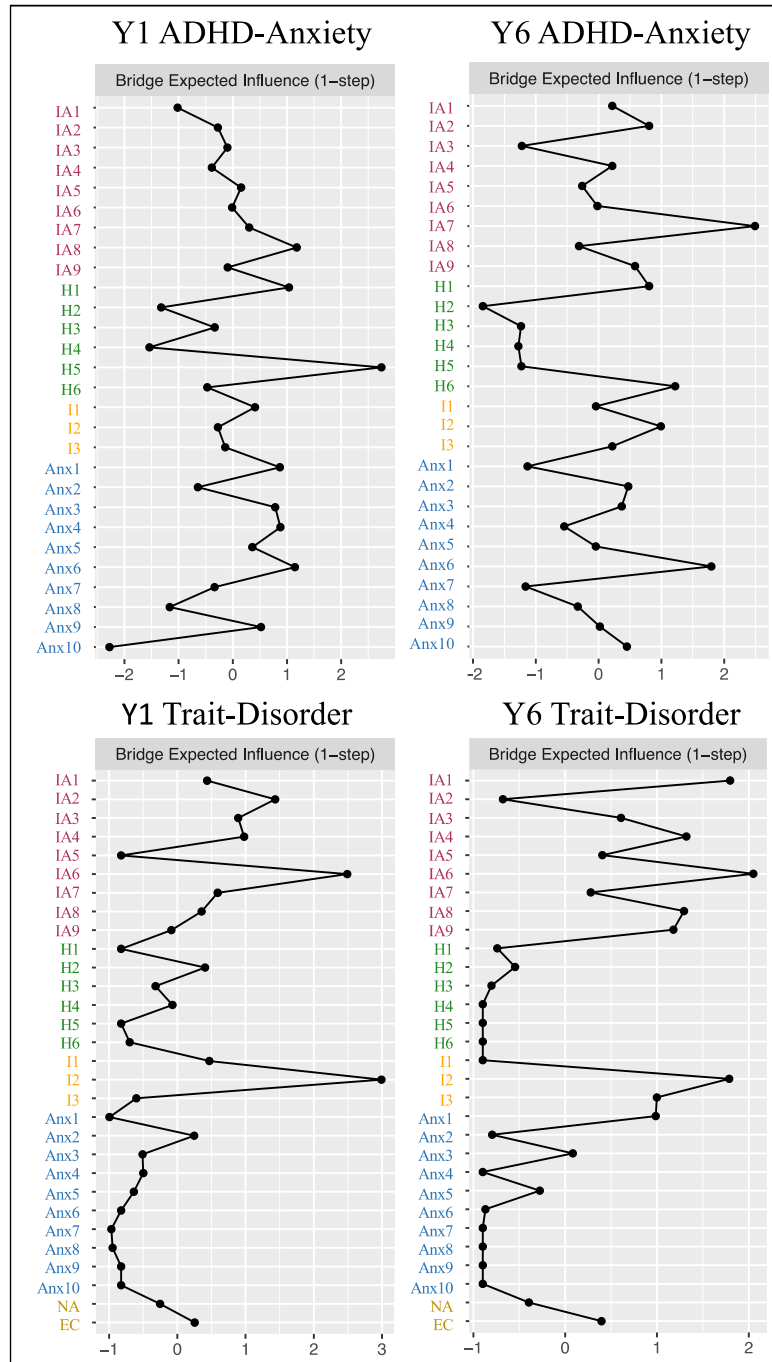 Y1 ADHD-Anxiety
Bridge Expected Influence (1-step)
IA1
IA2
IA3
IA4
IA5
IA6
IA7
IA8
IA9
H1
H2
H3
H4
H5
H6
I1
I2
I3
Anx1
Anx2
Anx3
Anx4
Anx5
Anx6
Anx7
Anx8
Anx9
Anx10
−2 −1 0 1 2
Y6 ADHD-Anxiety
Bridge Expected Influence (1-step)
IA1
IA2
IA3
IA4
IA5
IA6
IA7
IA8
IA9
H1
H2
H3
H4
H5
H6
I1
I2
I3
Anx1
Anx2
Anx3
Anx4
Anx5
Anx6
Anx7
Anx8
Anx9
Anx10
−2 −1 0 1 2
Y1 Trait-Disorder
Bridge Expected Influence (1-step)
IA1
IA2
IA3
IA4
IA5
IA6
IA7
IA8
IA9
H1
H2
H3
H4
H5
H6
I1
I2
I3
Anx1
Anx2
Anx3
Anx4
Anx5
Anx6
Anx7
Anx8
Anx9
Anx10
NA
EC
−1 0 1 2 3
Y6 Trait-Disorder
Bridge Expected Influence (1-step)
IA1
IA2
IA3
IA4
IA5
IA6
IA7
IA8
IA9
H1
H2
H3
H4
H5
H6
I1
I2
I3
Anx1
Anx2
Anx3
Anx4
Anx5
Anx6
Anx7
Anx8
Anx9
Anx10
NA
EC
−1 0 1 2